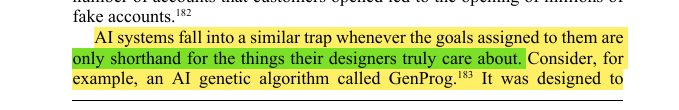 fake accounts.182
AI systems fall into a similar trap whenever the goals assigned to them are
only shorthand for the things their designers truly care about. Consider, for
example, an AI genetic algorithm called GenProg.183 It was designed to